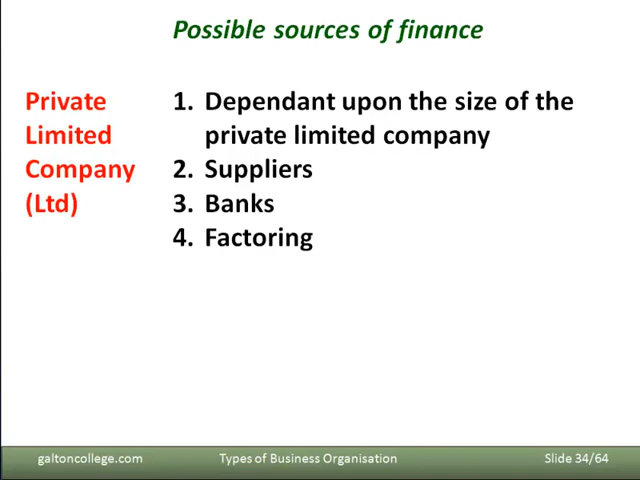 Possible sources of finance
Private
Limited
Company
(Ltd)
1. Dependant upon the size of the
private limited company
2. Suppliers
3. Banks
4. Factoring
galtoncollege.com
Types of Business Organisation
Slide 34/64